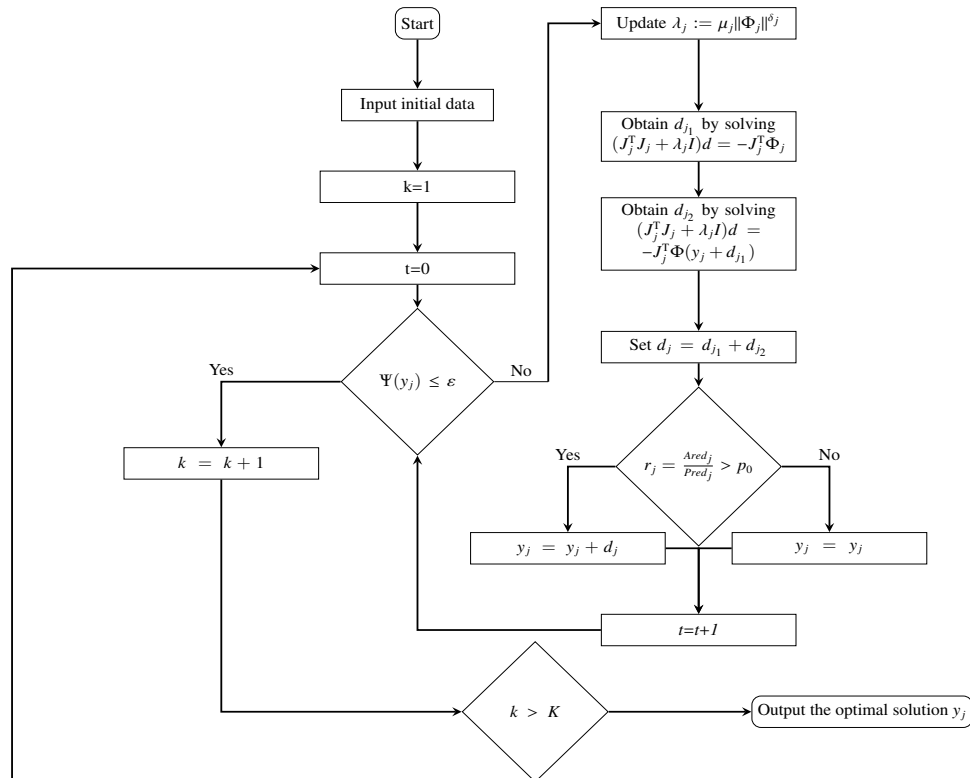 Start
Input initial data
k=1
t=0
Ψ(y_j) ≤ ε
Yes
No
k = k + 1
Update λ_j := μ_j‖Φ_j‖^{δ_j}
Obtain d_{j_1} by solving
(J_j^T J_j + λ_j I)d = −J_j^T Φ_j
Obtain d_{j_2} by solving
(J_j^T J_j + λ_j I)d =
−J_j^T Φ(y_j + d_{j_1})
Set d_j = d_{j_1} + d_{j_2}
r_j = Ared_j / Pred_j > p_0
Yes
No
y_j = y_j + d_j
y_j = y_j
t=t+1
k > K
Output the optimal solution y_j